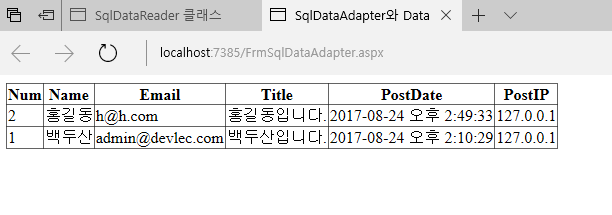 SqlDataReader 클래스 SqlDataAdapter와 Data
localhost:7385/FrmSqlDataAdapter.aspx
Num Name Email Title PostDate PostIP
2 홍길동 h@h.com 홍길동입니다. 2017-08-24 오후 2:49:33 127.0.0.1
1 백두산 admin@devlec.com 백두산입니다. 2017-08-24 오후 2:10:29 127.0.0.1